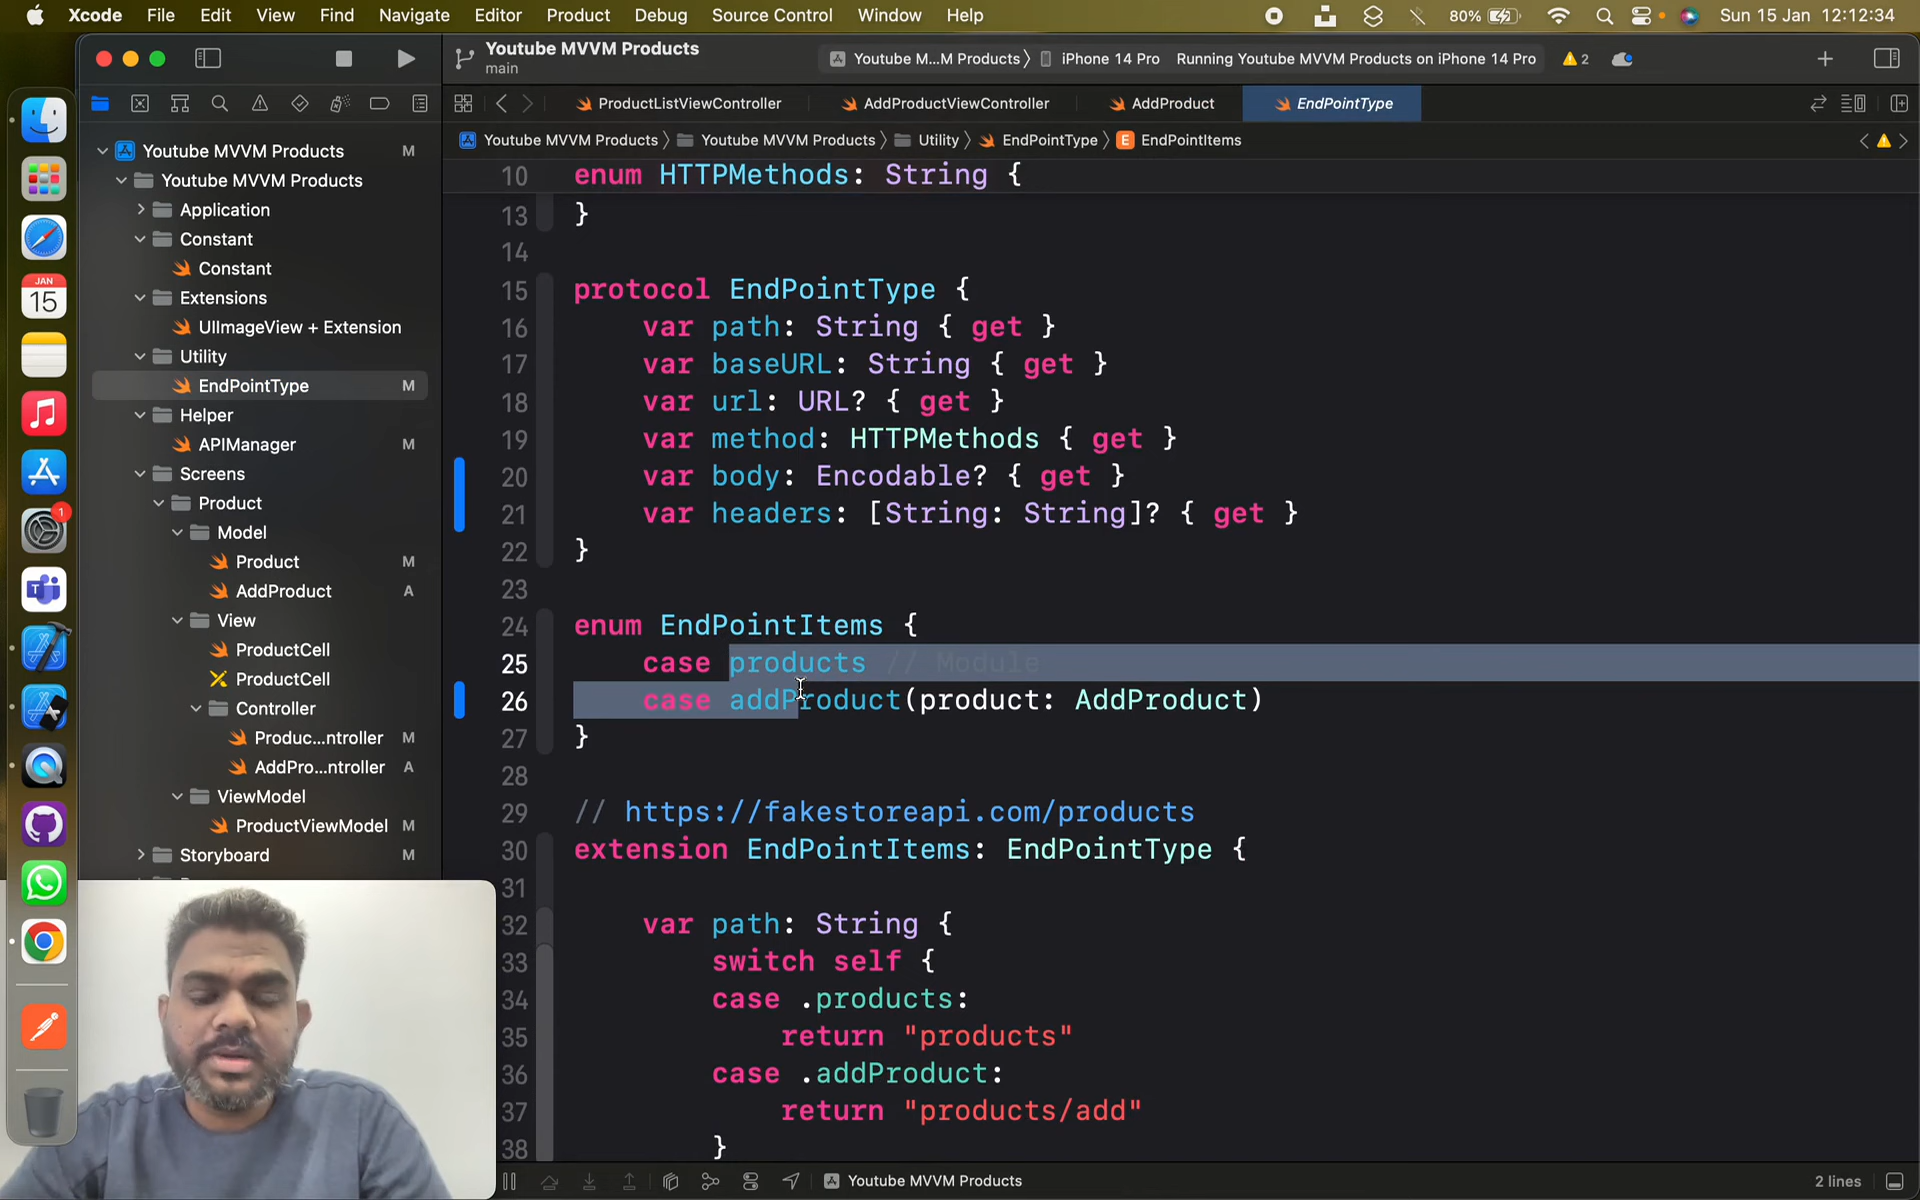 Xcode File Edit View Find Navigate Editor Product Debug Source Control Window Help 80% Sun 15 Jan 12:12:34
Youtube MVVM Products
main
Youtube M...M Products iPhone 14 Pro Running Youtube MVVM Products on iPhone 14 Pro 2
ProductListViewController AddProductViewController AddProduct EndPointType
Youtube MVVM Products Youtube MVVM Products Utility EndPointType E EndPointItems
JAN
15
1
Youtube MVVM Products M
Youtube MVVM Products
Application
Constant
Constant
Extensions
UIImageView + Extension
Utility
EndPointType M
Helper
APIManager M
Screens
Product
Model
Product M
AddProduct A
View
ProductCell
ProductCell
Controller
Produc...ntroller M
AddPro...ntroller A
ViewModel
ProductViewModel M
Storyboard M
10 enum HTTPMethods: String {
13 }
14
15 protocol EndPointType {
16 var path: String { get }
17 var baseURL: String { get }
18 var url: URL? { get }
19 var method: HTTPMethods { get }
20 var body: Encodable? { get }
21 var headers: [String: String]? { get }
22 }
23
24 enum EndPointItems {
25 case products // Module
26 case addProduct(product: AddProduct)
27 }
28
29 // https://fakestoreapi.com/products
30 extension EndPointItems: EndPointType {
31
32 var path: String {
33 switch self {
34 case .products:
35 return "products"
36 case .addProduct:
37 return "products/add"
38 }
Youtube MVVM Products 2 lines